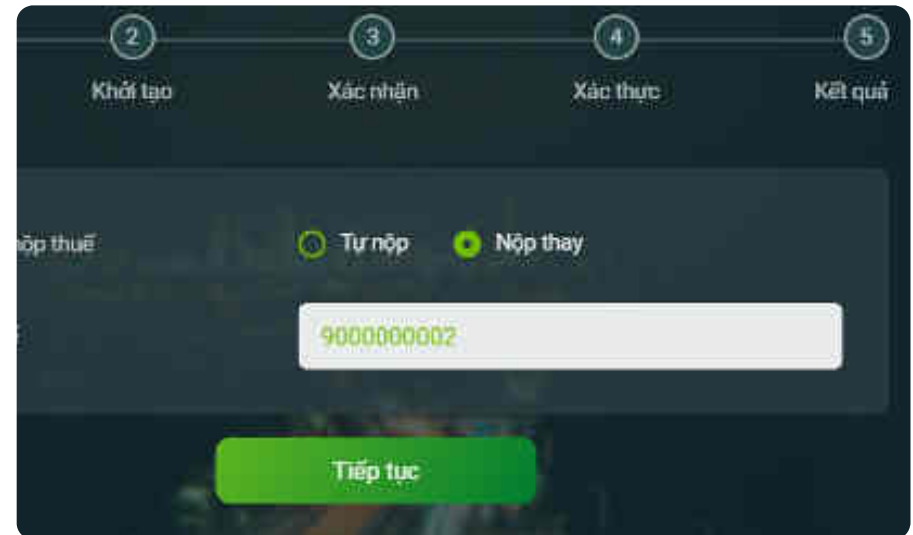 2 3 4 5
Khởi tạo Xác nhận Xác thực Kết quả
nộp thuế Tự nộp Nộp thay
9000000002
Tiếp tục